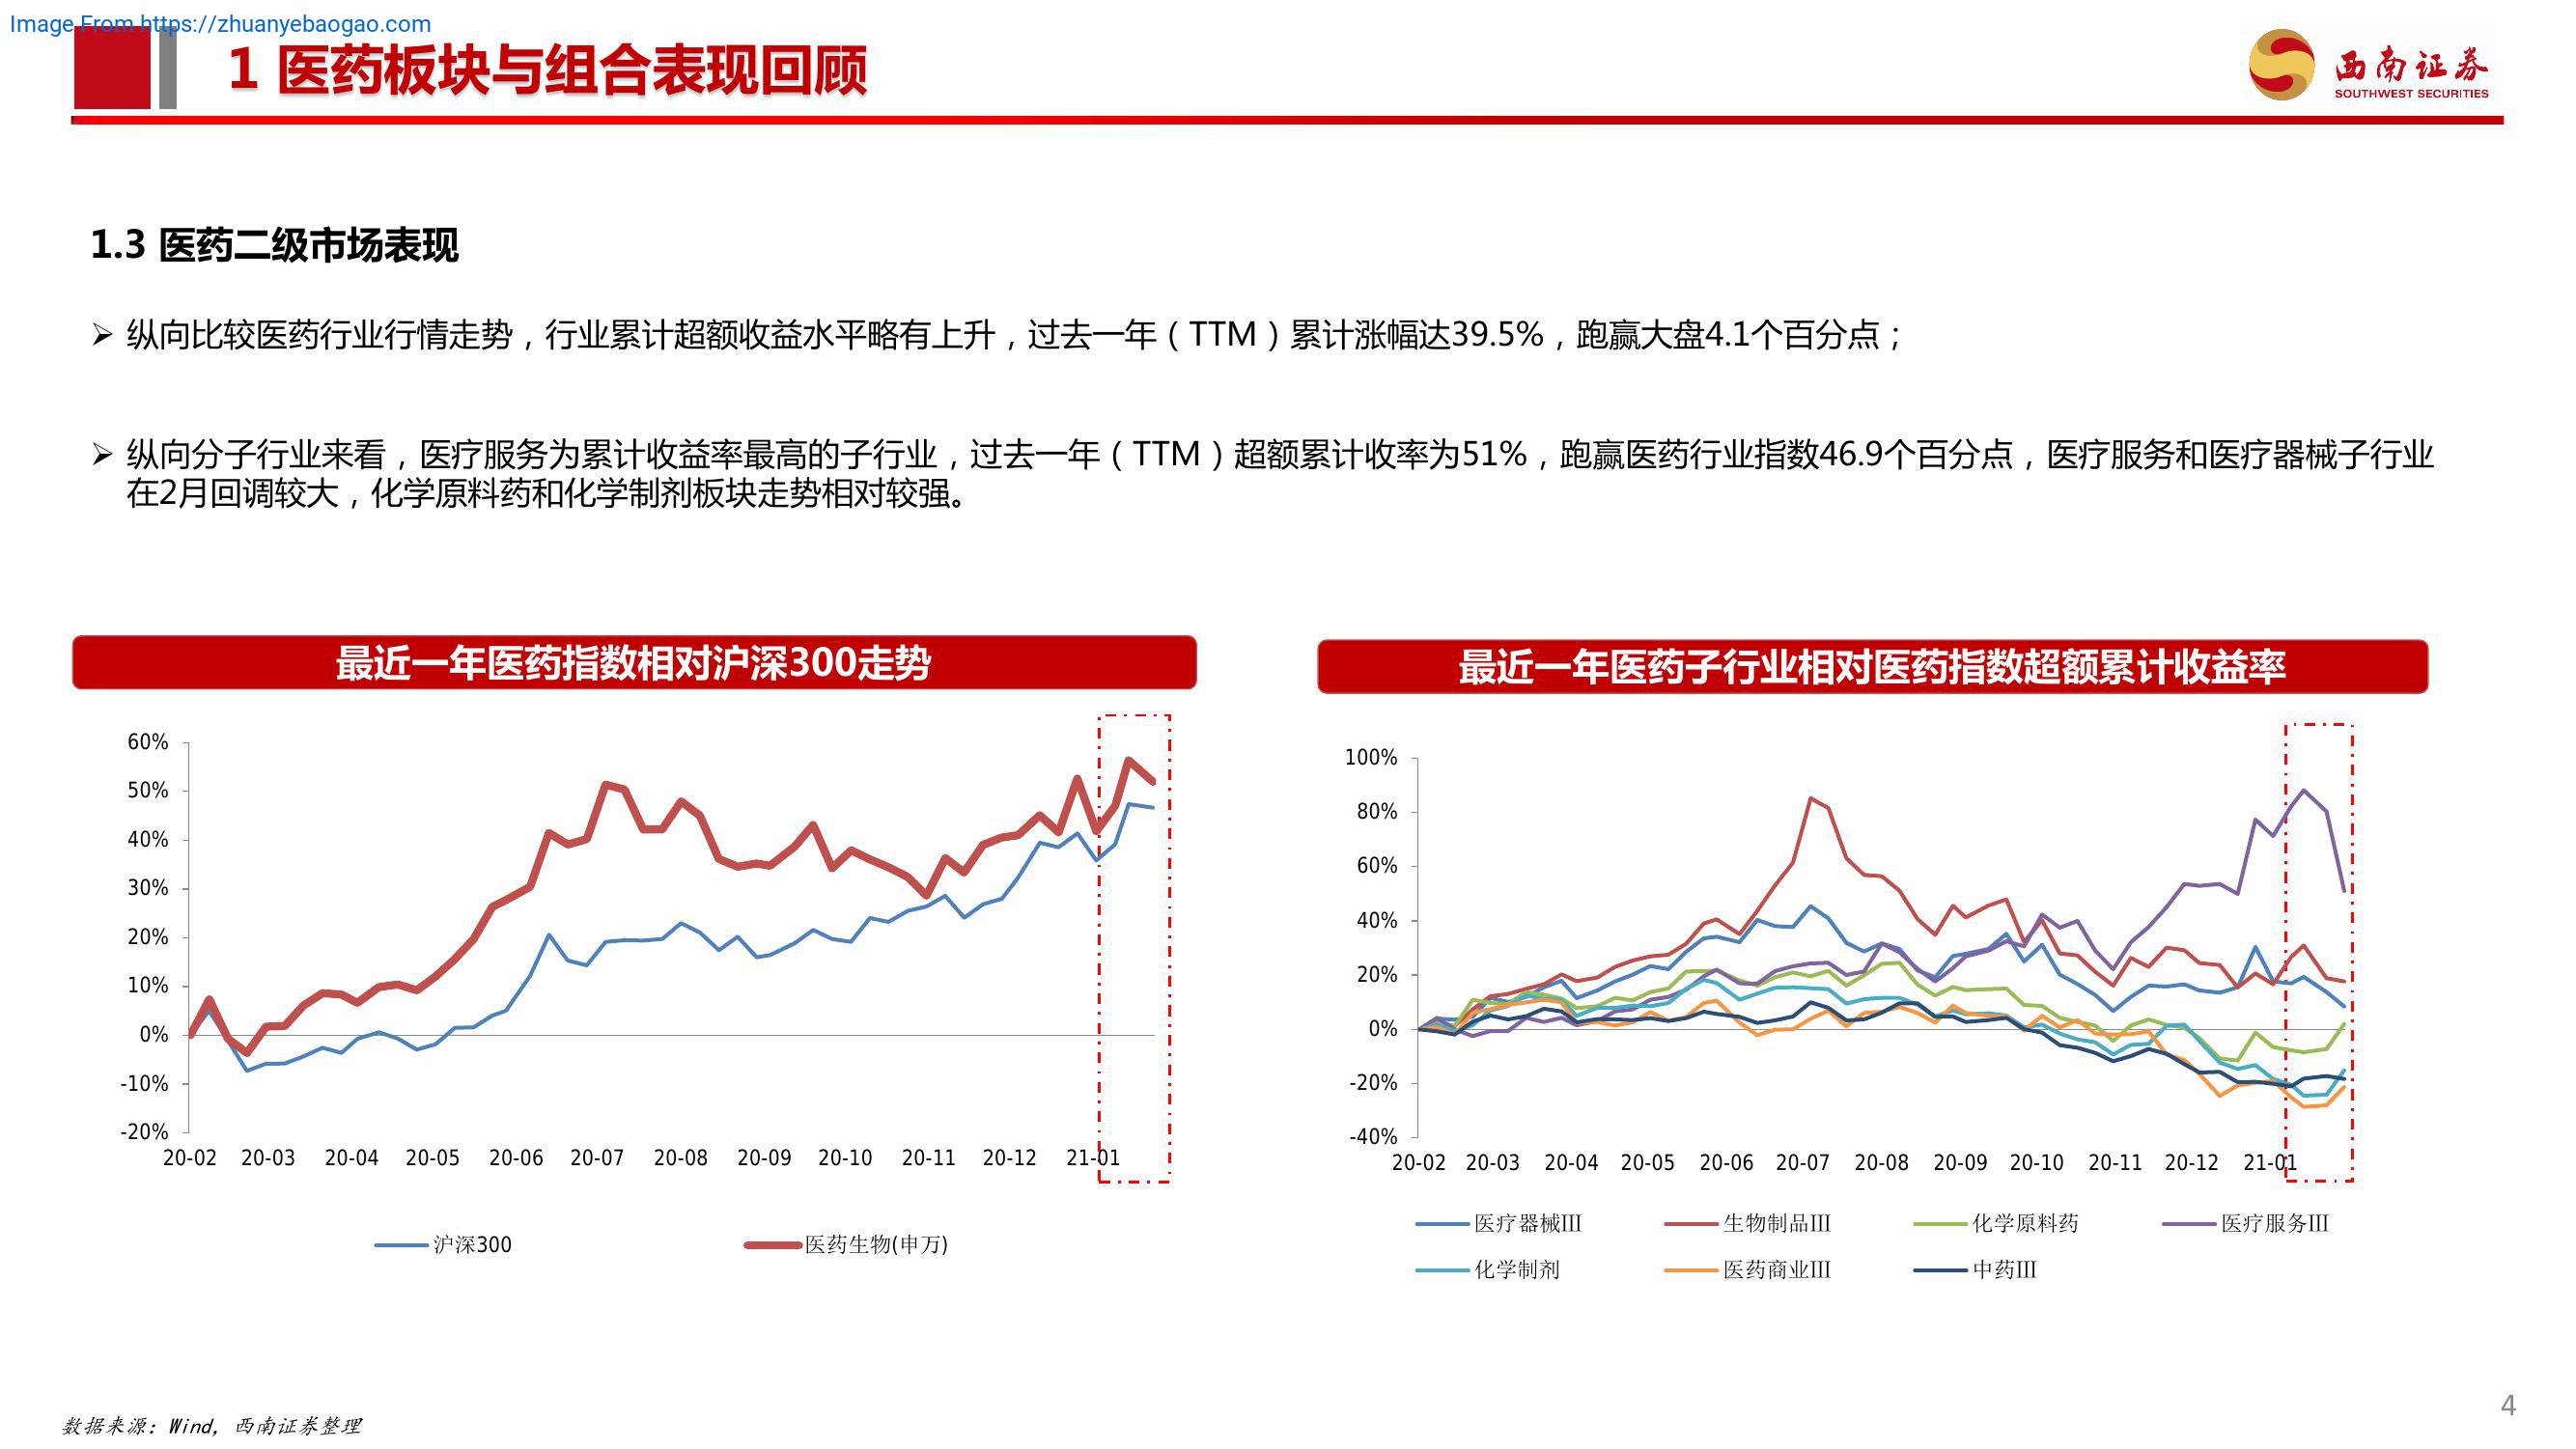 Image From https://zhuanyebaogao.com
1 医药板块与组合表现回顾
西南证券
SOUTHWEST SECURITIES
1.3 医药二级市场表现
➢ 纵向比较医药行业行情走势，行业累计超额收益水平略有上升，过去一年（TTM）累计涨幅达39.5%，跑赢大盘4.1个百分点；
➢ 纵向分子行业来看，医疗服务为累计收益率最高的子行业，过去一年（TTM）超额累计收率为51%，跑赢医药行业指数46.9个百分点，医疗服务和医疗器械子行业
在2月回调较大，化学原料药和化学制剂板块走势相对较强。
最近一年医药指数相对沪深300走势
60%
50%
40%
30%
20%
10%
0%
-10%
-20%
20-02 20-03 20-04 20-05 20-06 20-07 20-08 20-09 20-10 20-11 20-12 21-01
沪深300 医药生物(申万)
最近一年医药子行业相对医药指数超额累计收益率
100%
80%
60%
40%
20%
0%
-20%
-40%
20-02 20-03 20-04 20-05 20-06 20-07 20-08 20-09 20-10 20-11 20-12 21-01
医疗器械III 生物制品III 化学原料药 医疗服务III
化学制剂 医药商业III 中药III
数据来源：Wind，西南证券整理
4